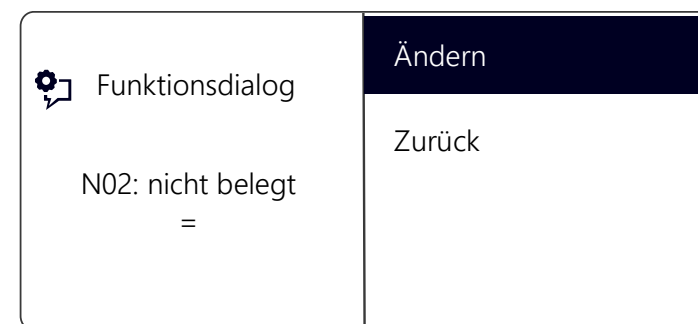 Funktionsdialog
N02: nicht belegt
=
Ändern
Zurück